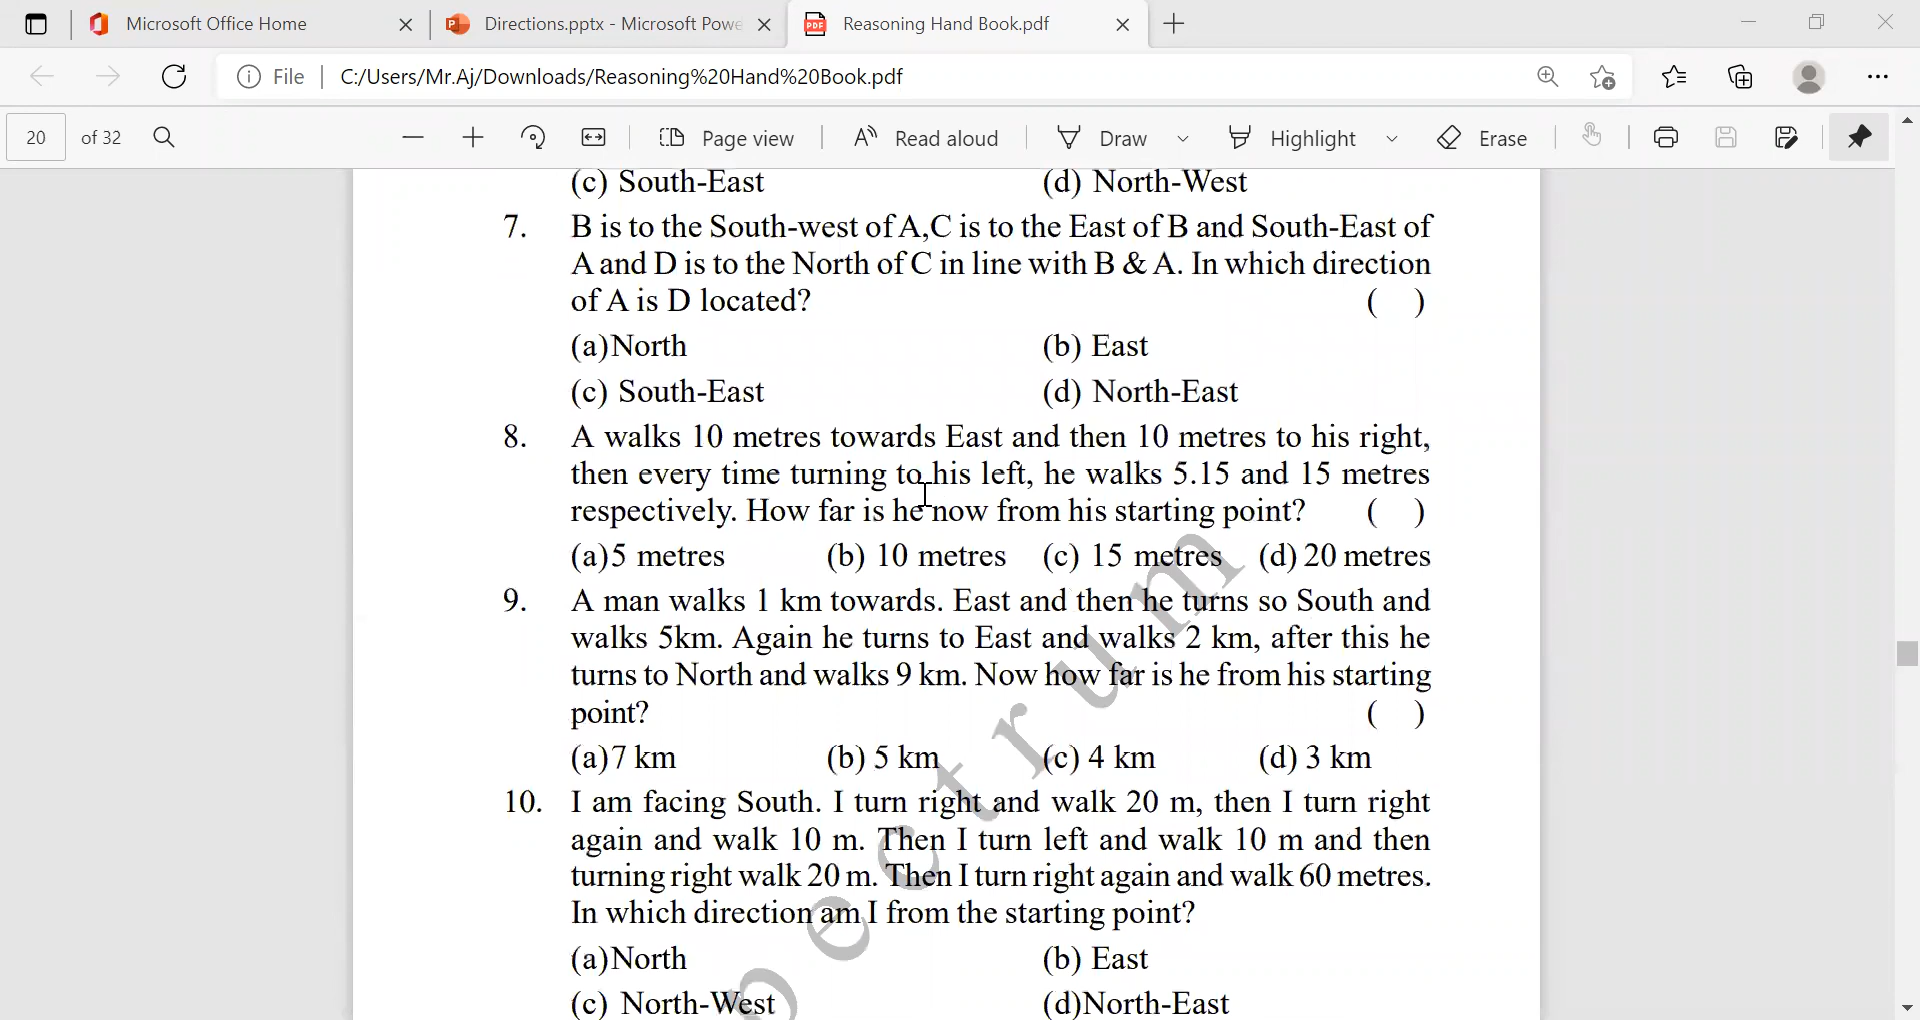 Microsoft Office Home
Directions.pptx - Microsoft Powe
Reasoning Hand Book.pdf
File
C:/Users/Mr.Aj/Downloads/Reasoning%20Hand%20Book.pdf
20 of 32
Page view
Read aloud
Draw
Highlight
Erase
(c) South-East (d) North-West
7. B is to the South-west of A,C is to the East of B and South-East of
A and D is to the North of C in line with B & A. In which direction
of A is D located? ( )
(a)North (b) East
(c) South-East (d) North-East
8. A walks 10 metres towards East and then 10 metres to his right,
then every time turning to his left, he walks 5.15 and 15 metres
respectively. How far is he now from his starting point? ( )
(a)5 metres (b) 10 metres (c) 15 metres (d) 20 metres
9. A man walks 1 km towards. East and then he turns so South and
walks 5km. Again he turns to East and walks 2 km, after this he
turns to North and walks 9 km. Now how far is he from his starting
point? ( )
(a)7 km (b) 5 km (c) 4 km (d) 3 km
10. I am facing South. I turn right and walk 20 m, then I turn right
again and walk 10 m. Then I turn left and walk 10 m and then
turning right walk 20 m. Then I turn right again and walk 60 metres.
In which direction am I from the starting point?
(a)North (b) East
(c) North-West (d)North-East
pectrum